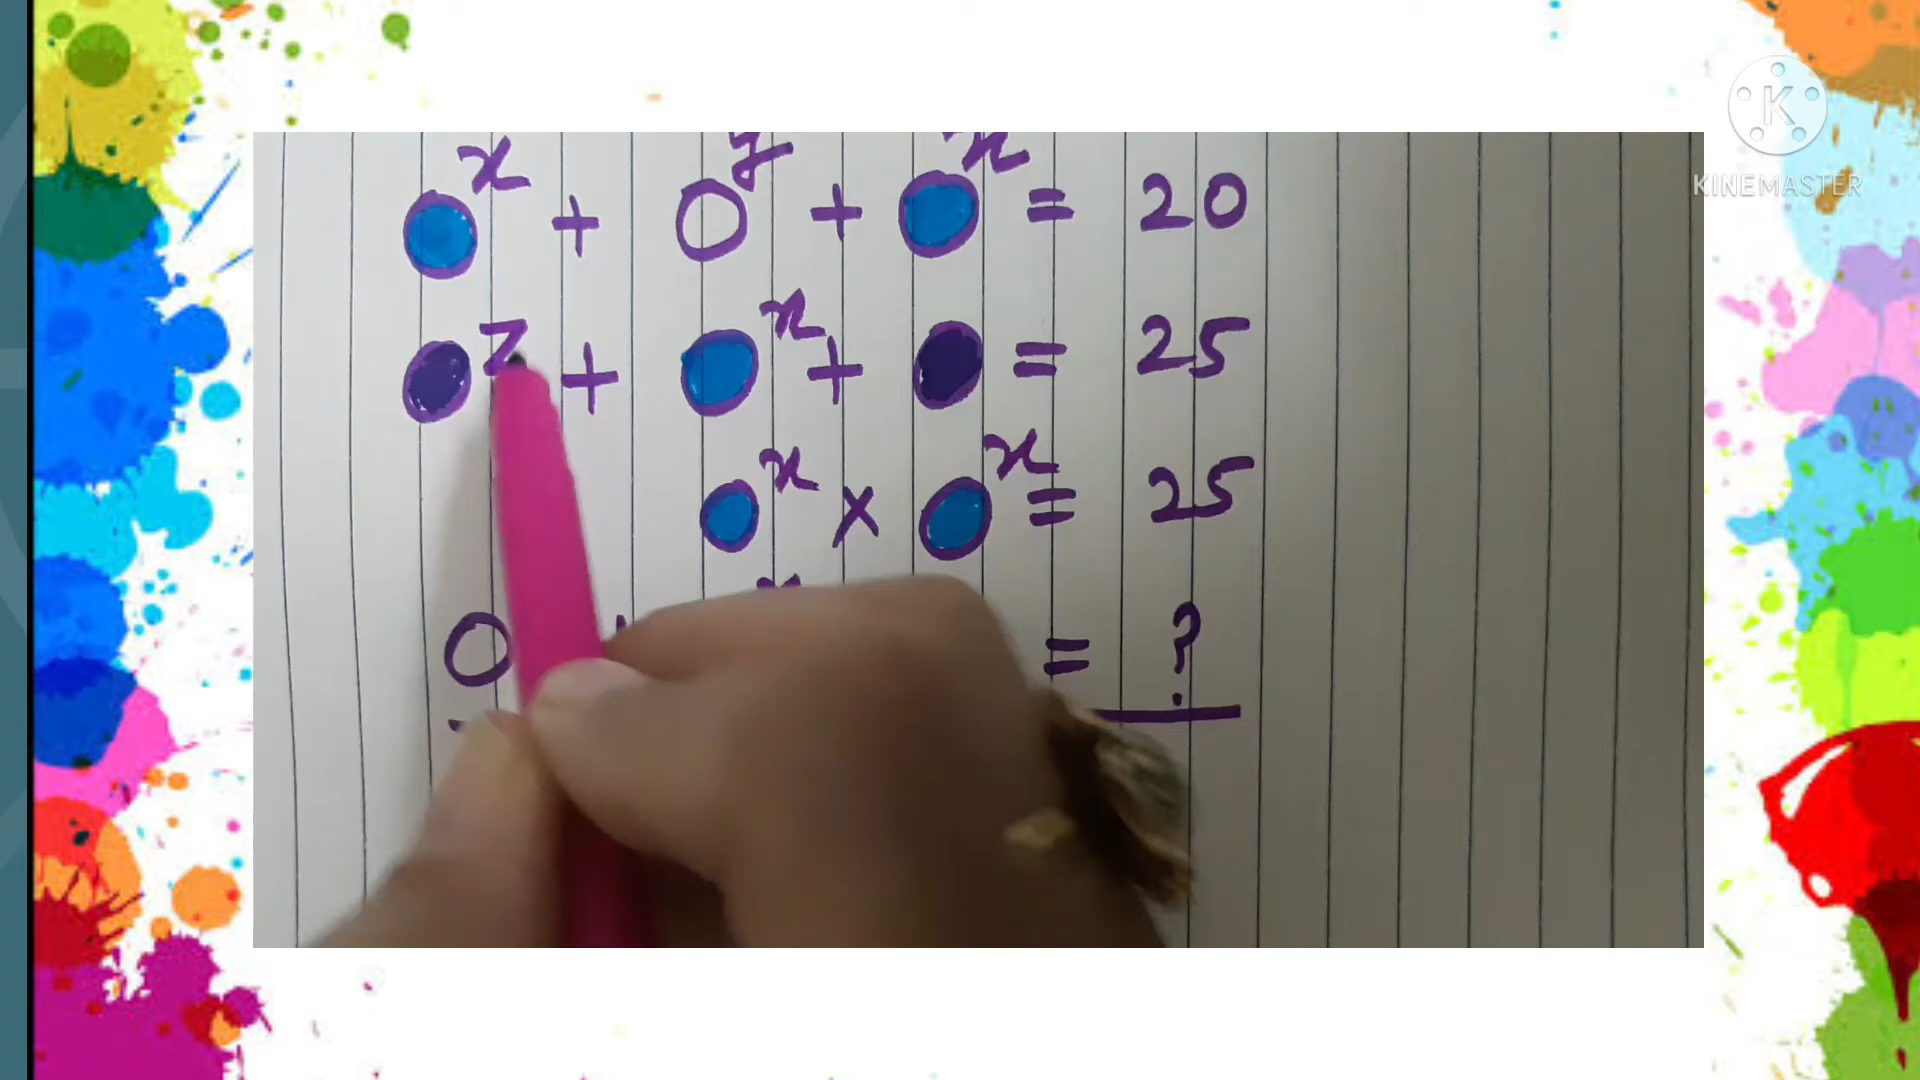 x y x
+ + = 20
z x
+ + = 25
x x
× = 25
= ?
K
KINEMASTER